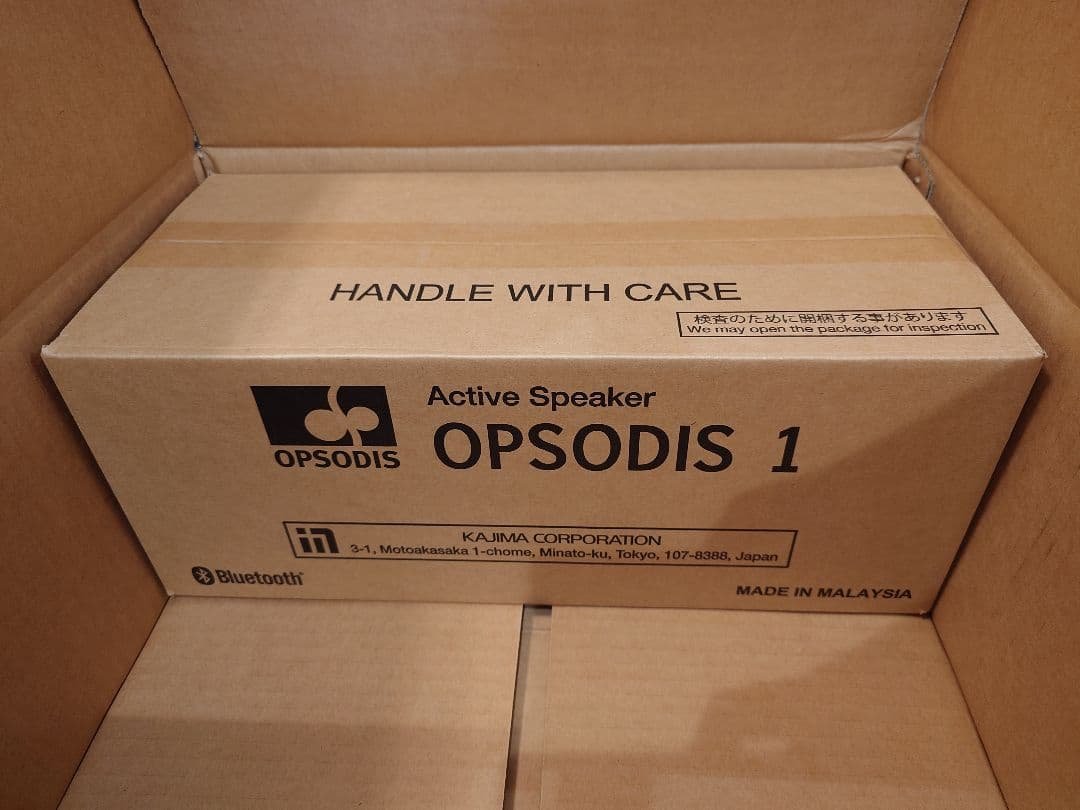 HANDLE WITH CARE
検査のために開梱する事があります
We may open the package for inspection
Active Speaker
OPSODIS 1
OPSODIS
KAJIMA CORPORATION
3-1, Motoakasaka 1-chome, Minato-ku, Tokyo, 107-8388, Japan
Bluetooth®
MADE IN MALAYSIA